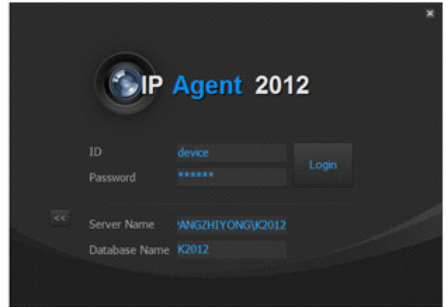 IP Agent 2012
ID device
Password ******
Login
<<
Server Name ANGZHIYONG\K2012
Database Name K2012